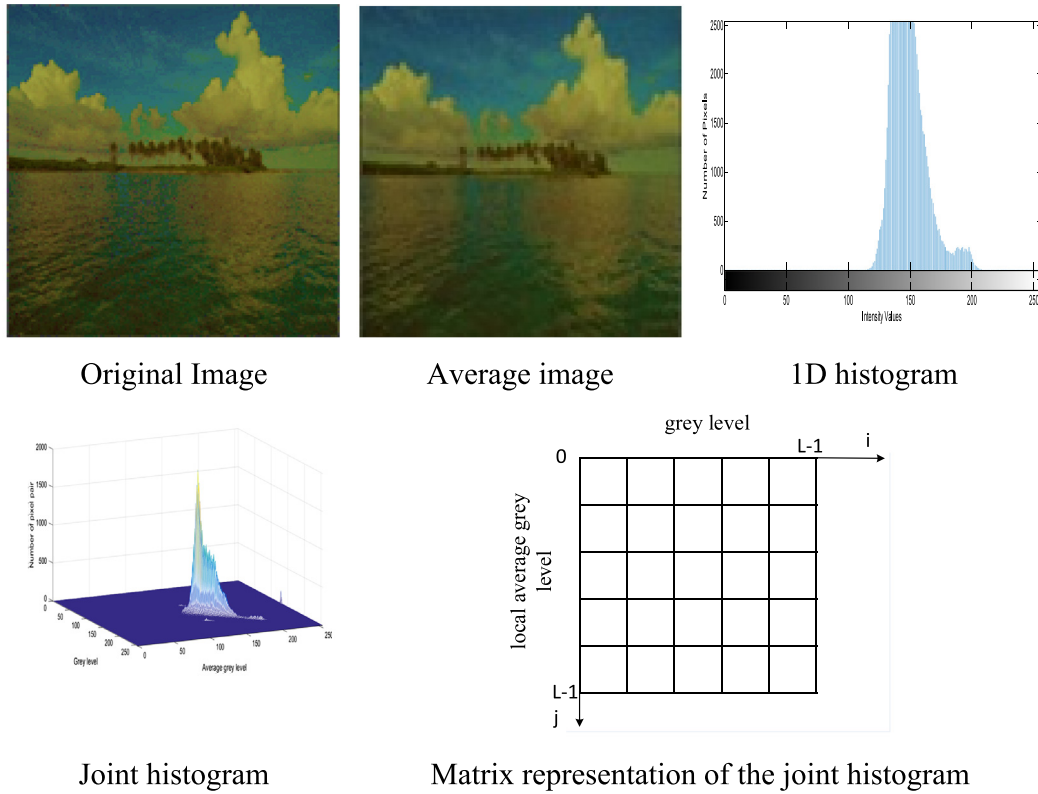 2500
2000
1500
1000
500
0
Number of Pixels
0 50 100 150 200 250
Intensity Values
Original Image
Average image
1D histogram
2000
1500
1000
500
0
Number of pixel pair
0
50
100
150
200
250
Grey level
0 50 100 150 200 250
Average grey level
grey level
0
L-1
i
local average grey
level
L-1
j
Joint histogram
Matrix representation of the joint histogram